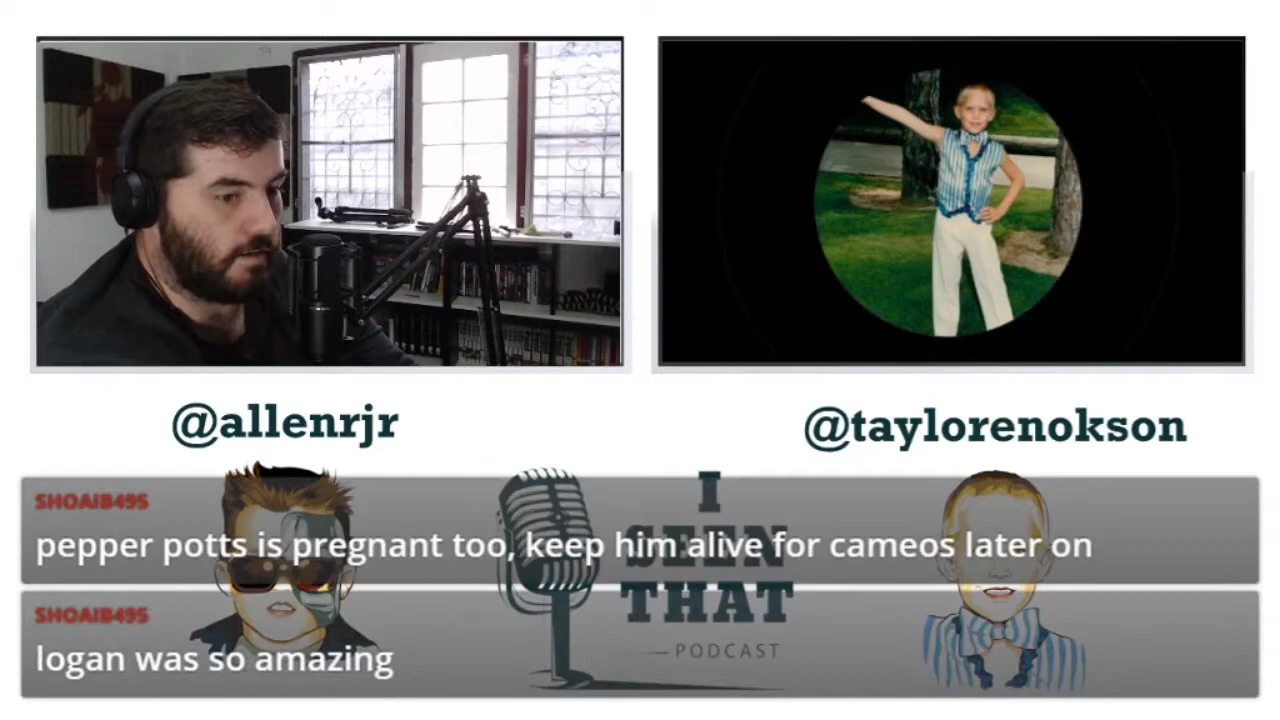 @allenrjr
@taylorenokson
SHOAIB495
pepper potts is pregnant too, keep him alive for cameos later on
SHOAIB495
logan was so amazing
I
SEEN
THAT
PODCAST